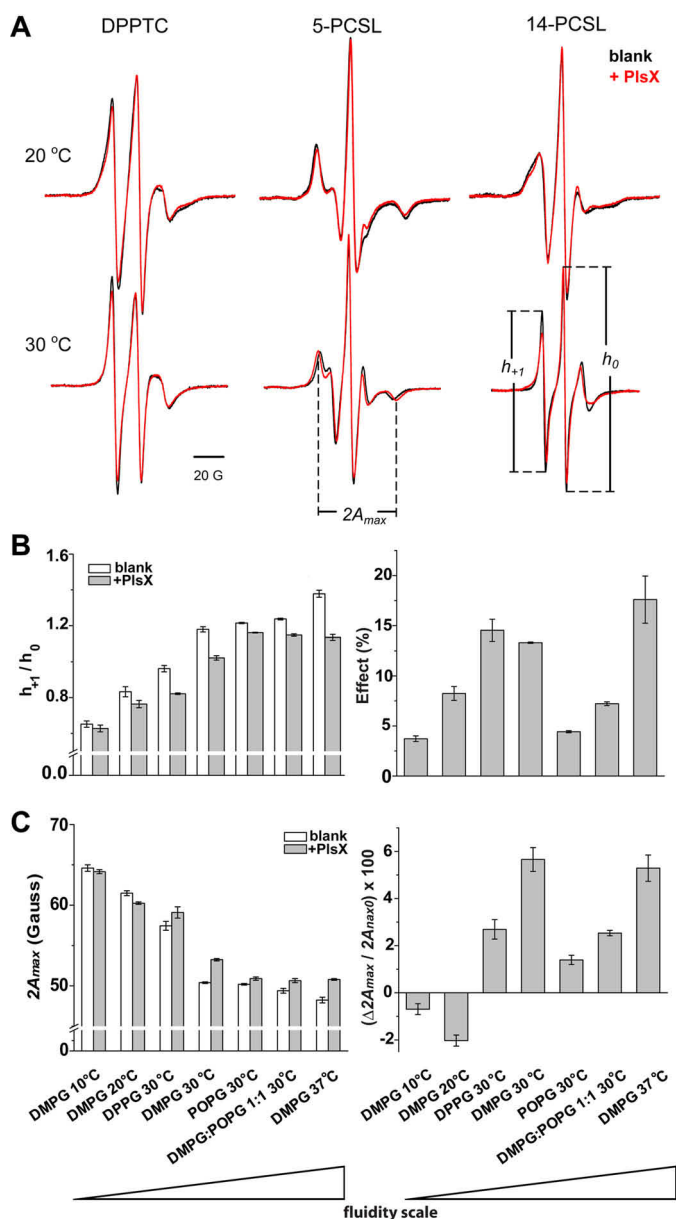 A
DPPTC
5-PCSL
14-PCSL
blank
+ PlsX
20 °C
30 °C
20 G
2Amax
h+1
h0
B
h+1 / h0
1.6
1.2
0.8
0.0
blank
+PlsX
Effect (%)
20
15
10
5
0
C
2Amax (Gauss)
70
60
50
0
blank
+PlsX
(Δ2Amax / 2Anax0) x 100
6
4
2
0
-2
DMPG 10°C
DMPG 20°C
DPPG 30 °C
DMPG 30 °C
POPG 30°C
DMPG:POPG 1:1 30°C
DMPG 37°C
DMPG 10°C
DMPG 20°C
DPPG 30 °C
DMPG 30 °C
POPG 30°C
DMPG:POPG 1:1 30°C
DMPG 37°C
fluidity scale